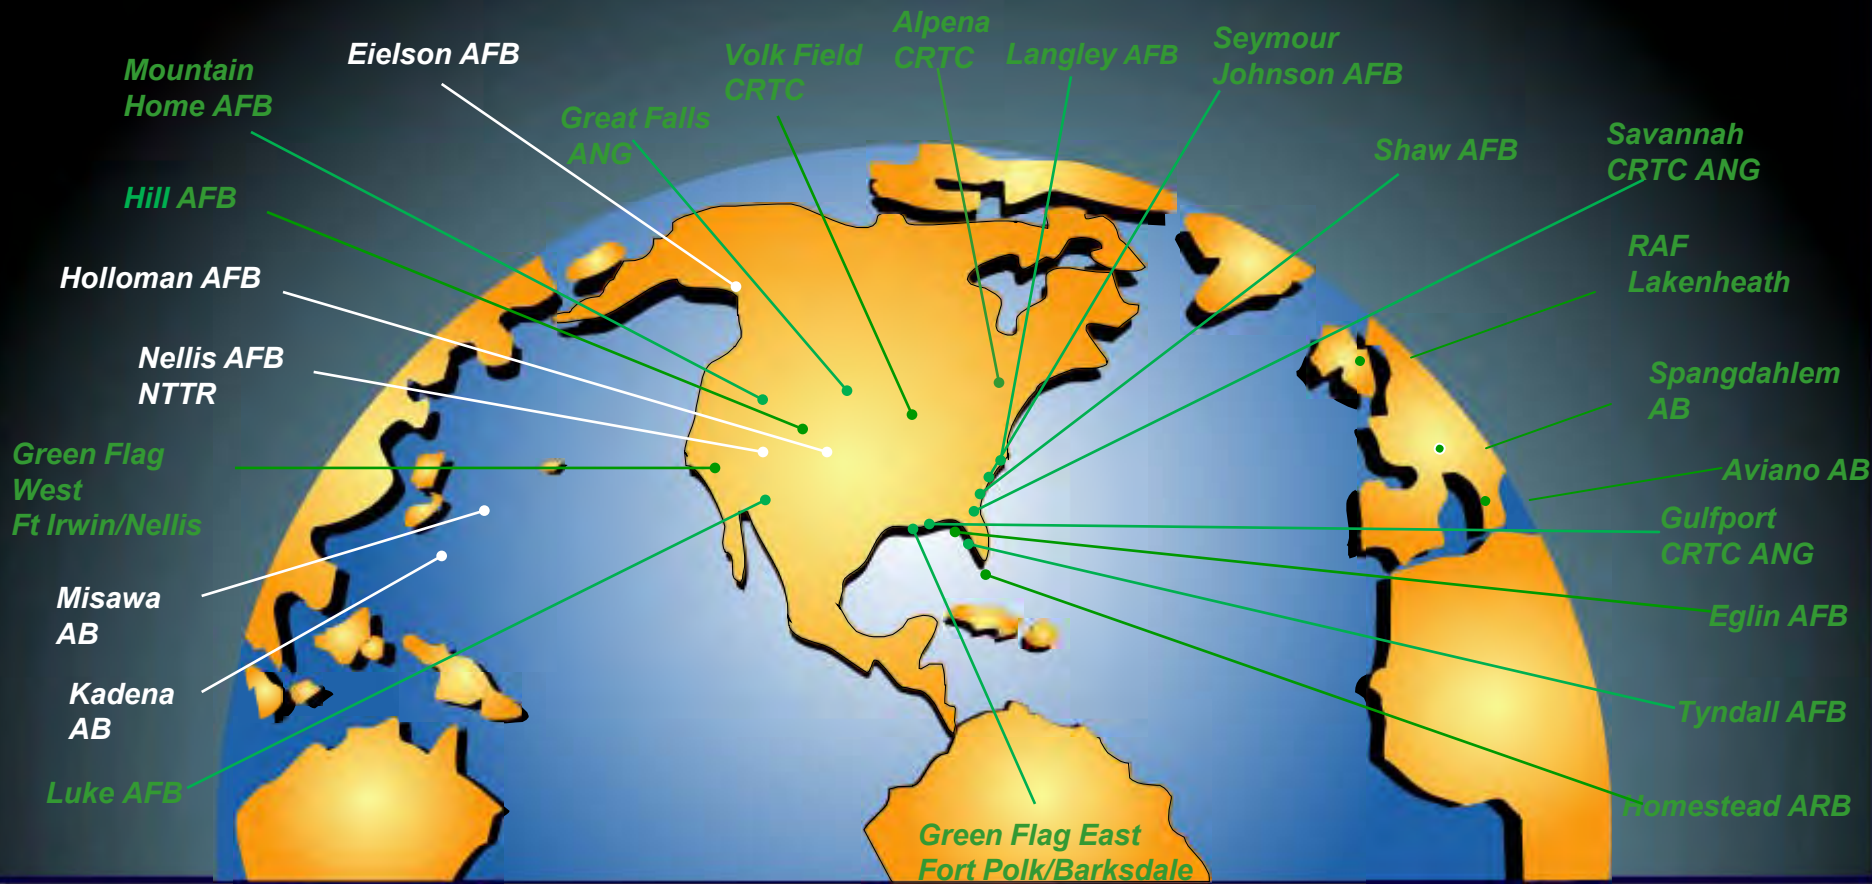 Mountain
Home AFB
Eielson AFB
Great Falls
ANG
Volk Field
CRTC
Alpena
CRTC
Langley AFB
Seymour
Johnson AFB
Shaw AFB
Savannah
CRTC ANG
Hill AFB
RAF
Lakenheath
Holloman AFB
Nellis AFB
NTTR
Spangdahlem
AB
Green Flag
West
Ft Irwin/Nellis
Aviano AB
Gulfport
CRTC ANG
Misawa
AB
Eglin AFB
Kadena
AB
Tyndall AFB
Luke AFB
Homestead ARB
Green Flag East
Fort Polk/Barksdale